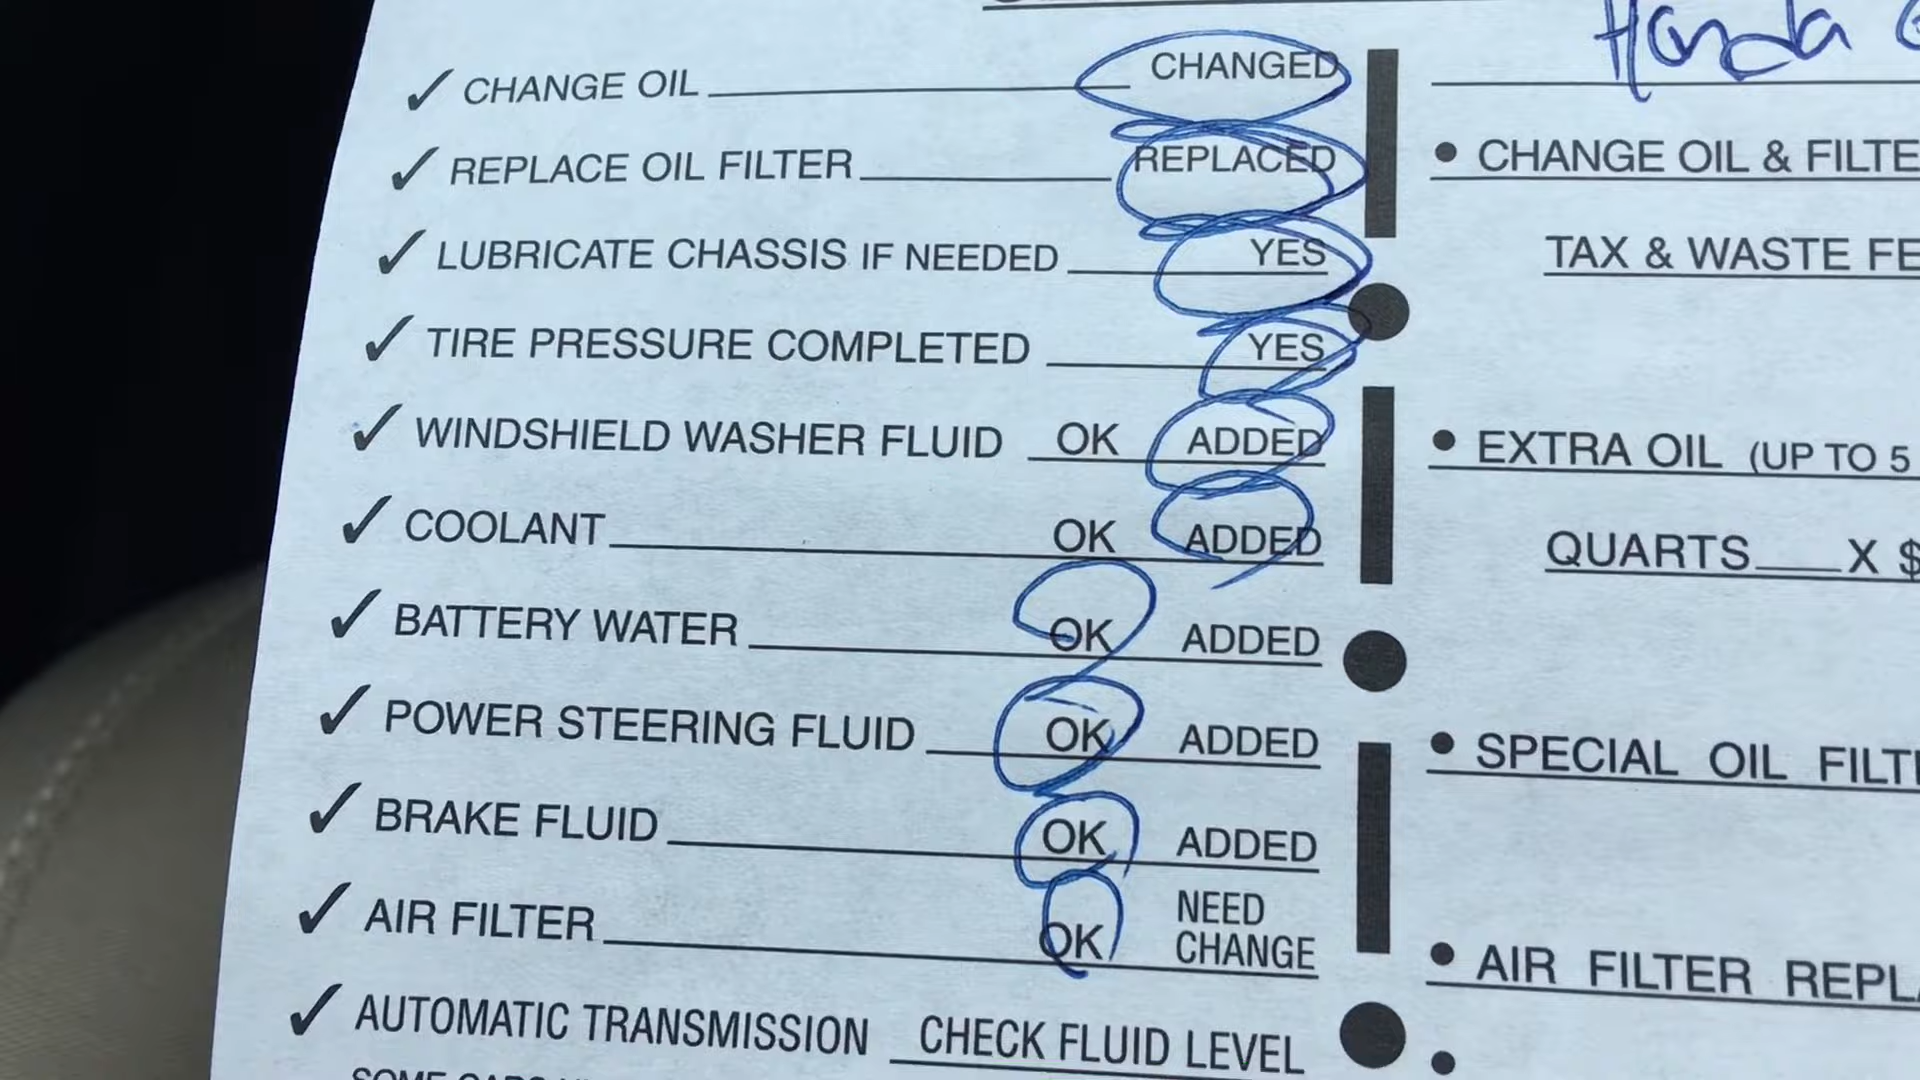 Honda
✓ CHANGE OIL CHANGED
✓ REPLACE OIL FILTER REPLACED
✓ LUBRICATE CHASSIS IF NEEDED YES
✓ TIRE PRESSURE COMPLETED YES
✓ WINDSHIELD WASHER FLUID OK ADDED
✓ COOLANT OK ADDED
✓ BATTERY WATER OK ADDED
✓ POWER STEERING FLUID OK ADDED
✓ BRAKE FLUID OK ADDED
✓ AIR FILTER OK NEED CHANGE
✓ AUTOMATIC TRANSMISSION CHECK FLUID LEVEL
• CHANGE OIL & FILTE
TAX & WASTE FE
• EXTRA OIL (UP TO 5
QUARTS___X $
• SPECIAL OIL FILT
• AIR FILTER REPL
•